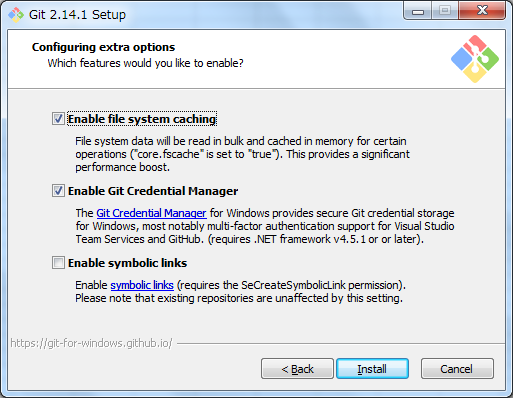 Git 2.14.1 Setup
Configuring extra options
Which features would you like to enable?
Enable file system caching
File system data will be read in bulk and cached in memory for certain
operations ("core.fscache" is set to "true"). This provides a significant
performance boost.
Enable Git Credential Manager
The Git Credential Manager for Windows provides secure Git credential storage
for Windows, most notably multi-factor authentication support for Visual Studio
Team Services and GitHub. (requires .NET framework v4.5.1 or or later).
Enable symbolic links
Enable symbolic links (requires the SeCreateSymbolicLink permission).
Please note that existing repositories are unaffected by this setting.
https://git-for-windows.github.io/
< Back
Install
Cancel